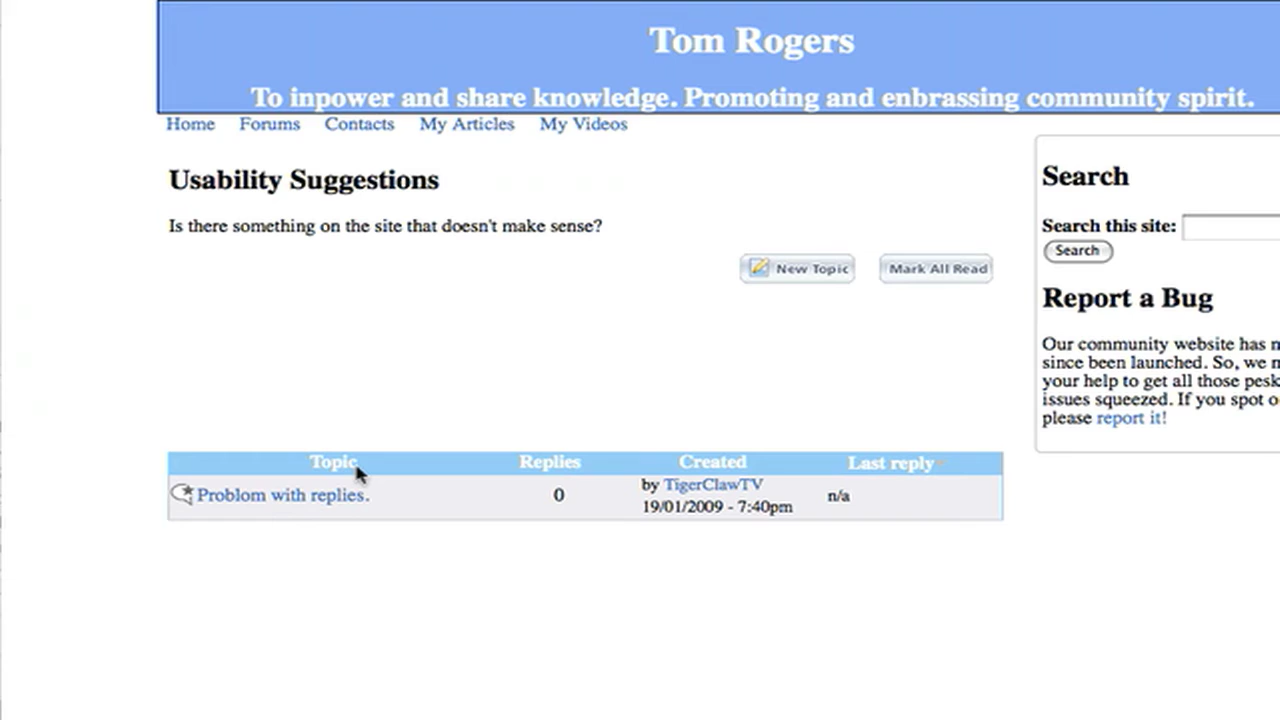 Tom Rogers
To inpower and share knowledge. Promoting and enbrassing community spirit.
Home Forums Contacts My Articles My Videos
Usability Suggestions
Is there something on the site that doesn't make sense?
New Topic Mark All Read
Search
Search this site:
Search
Report a Bug
Our community website has
since been launched. So, we
your help to get all those
issues squeezed. If you spot
please report it!
Topic Replies Created Last reply
Problom with replies. 0 by TigerClawTV 19/01/2009 - 7:40pm n/a